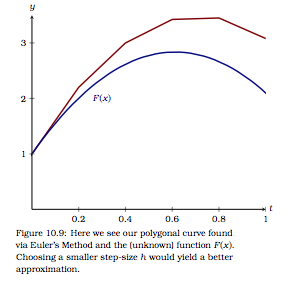 y
3
F(x)
2
1
t
0.2 0.4 0.6 0.8 1
Figure 10.9: Here we see our polygonal curve found
via Euler's Method and the (unknown) function F(x).
Choosing a smaller step-size h would yield a better
approximation.